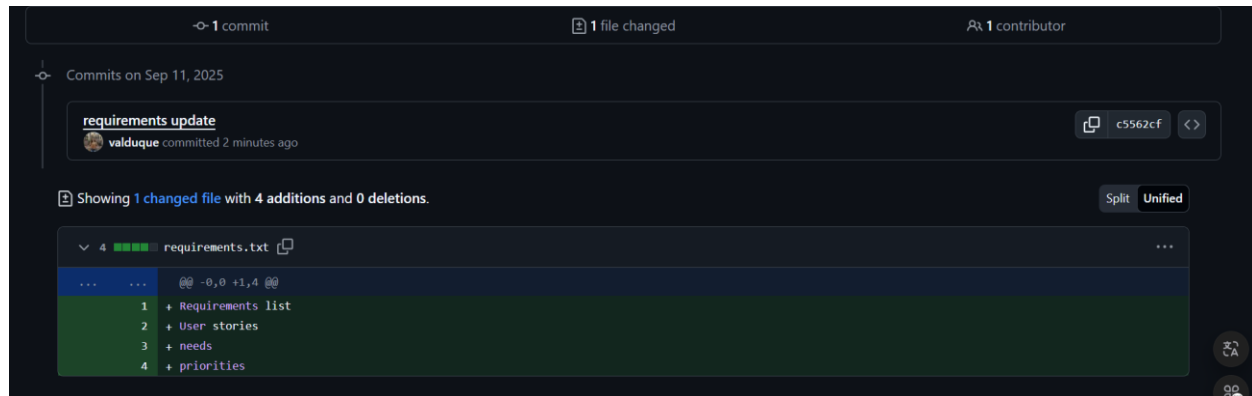 1 commit
1 file changed
1 contributor
Commits on Sep 11, 2025
requirements update
valduque committed 2 minutes ago
c5562cf
Showing 1 changed file with 4 additions and 0 deletions.
Split Unified
4 requirements.txt
... ... @@ -0,0 +1,4 @@
1 + Requirements list
2 + User stories
3 + needs
4 + priorities